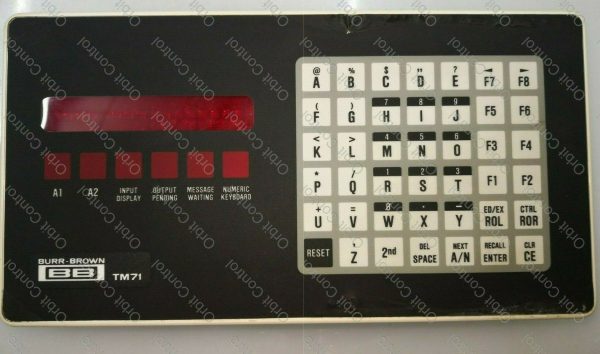 @ % $ " ?
A B C D E F7 F8
( ) 7 8 9
F G H I J F5 F6
< > 4 5 6
K L M N O F3 F4
* / 1 2 3
P Q R S T F1 F2
+ = 0 - . ED/EX CTRL
U V W X Y ROL ROR
RESET ' Z 2nd DEL SPACE NEXT A/N RECALL ENTER CLR CE
A1
A2
INPUT
DISPLAY
OUTPUT
PENDING
MESSAGE
WAITING
NUMERIC
KEYBOARD
BURR-BROWN
BB
TM71
Orbit Control